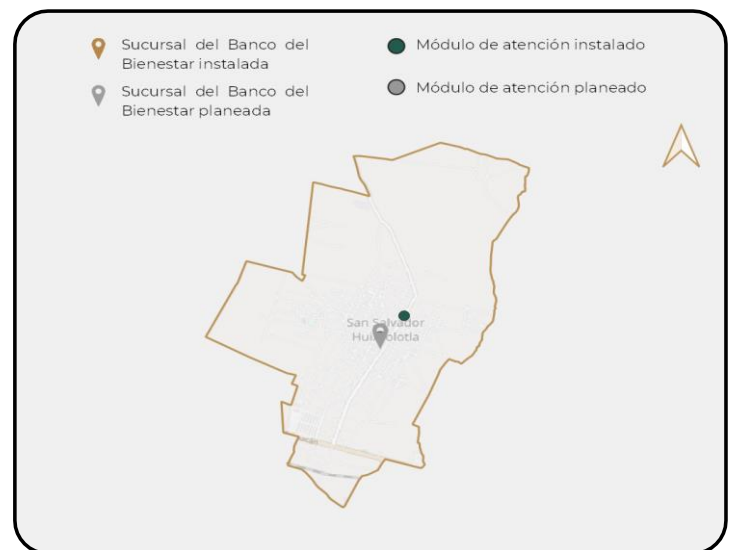 Sucursal del Banco del
Bienestar instalada
Módulo de atención instalado
Sucursal del Banco del
Bienestar planeada
Módulo de atención planeado
San Salvador